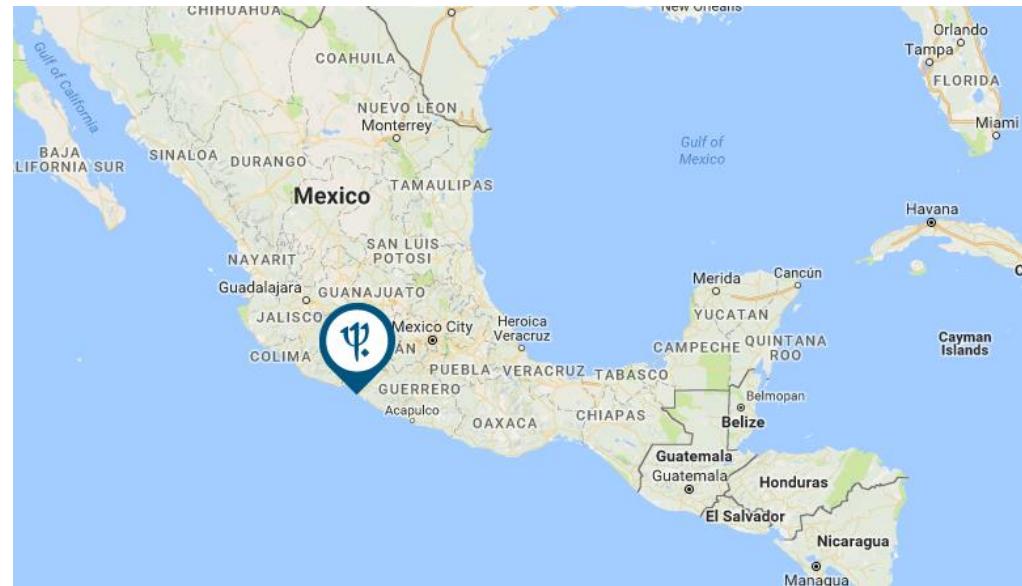 CHIHUAHUA
New Orleans
Orlando
Tampa
FLORIDA
Miami
Gulf of California
COAHUILA
NUEVO LEON
Monterrey
Gulf of
Mexico
BAJA
LIFORNIA SUR
SINALOA
DURANGO
Mexico
TAMAULIPAS
Havana
NAYARIT
SAN LUIS
POTOSI
Guadalajara
GUANAJUATO
Merida
Cancún
JALISCO
YUCATAN
Mexico City
Heroica
Veracruz
COLIMA
ÁN
CAMPECHE
QUINTANA
ROO
Cayman
Islands
PUEBLA
VERACRUZ
TABASCO
GUERRERO
Acapulco
OAXACA
CHIAPAS
Belmopan
Belize
Guatemala
Guatemala
Honduras
El Salvador
Nicaragua
Managua